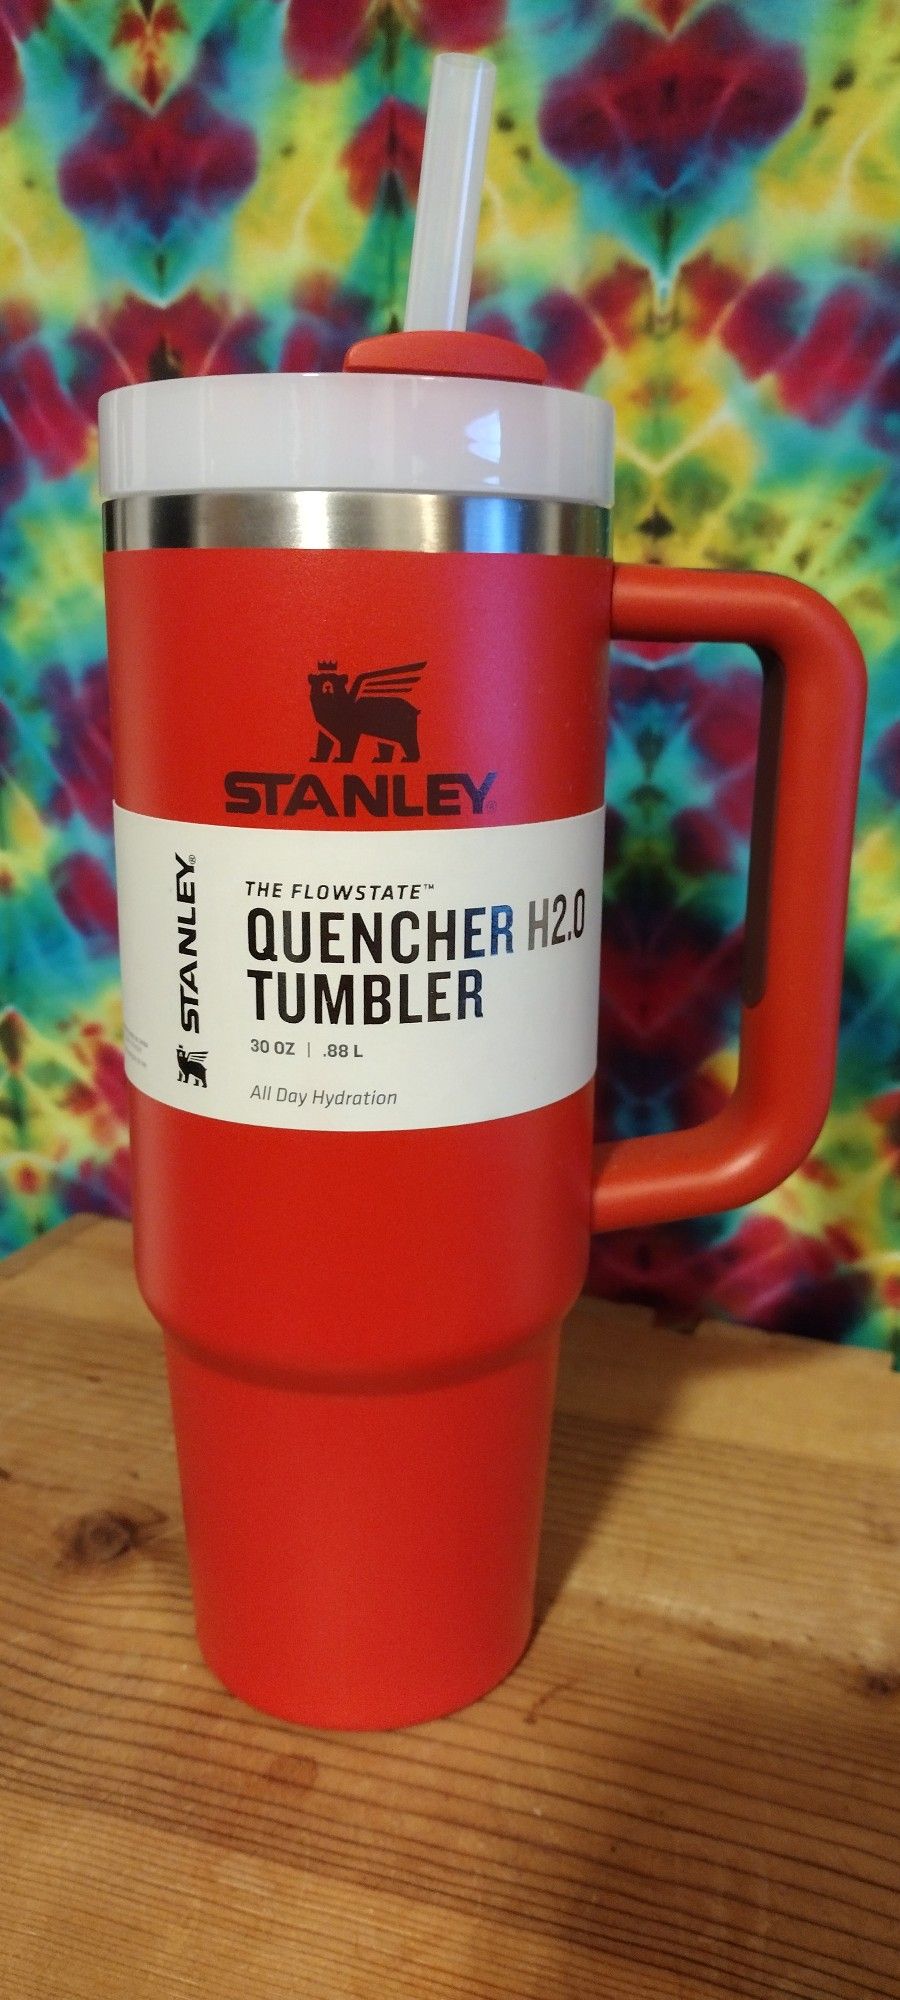 STANLEY®
STANLEY®
THE FLOWSTATE™
QUENCHER H2.0
TUMBLER
30 OZ | .88 L
All Day Hydration